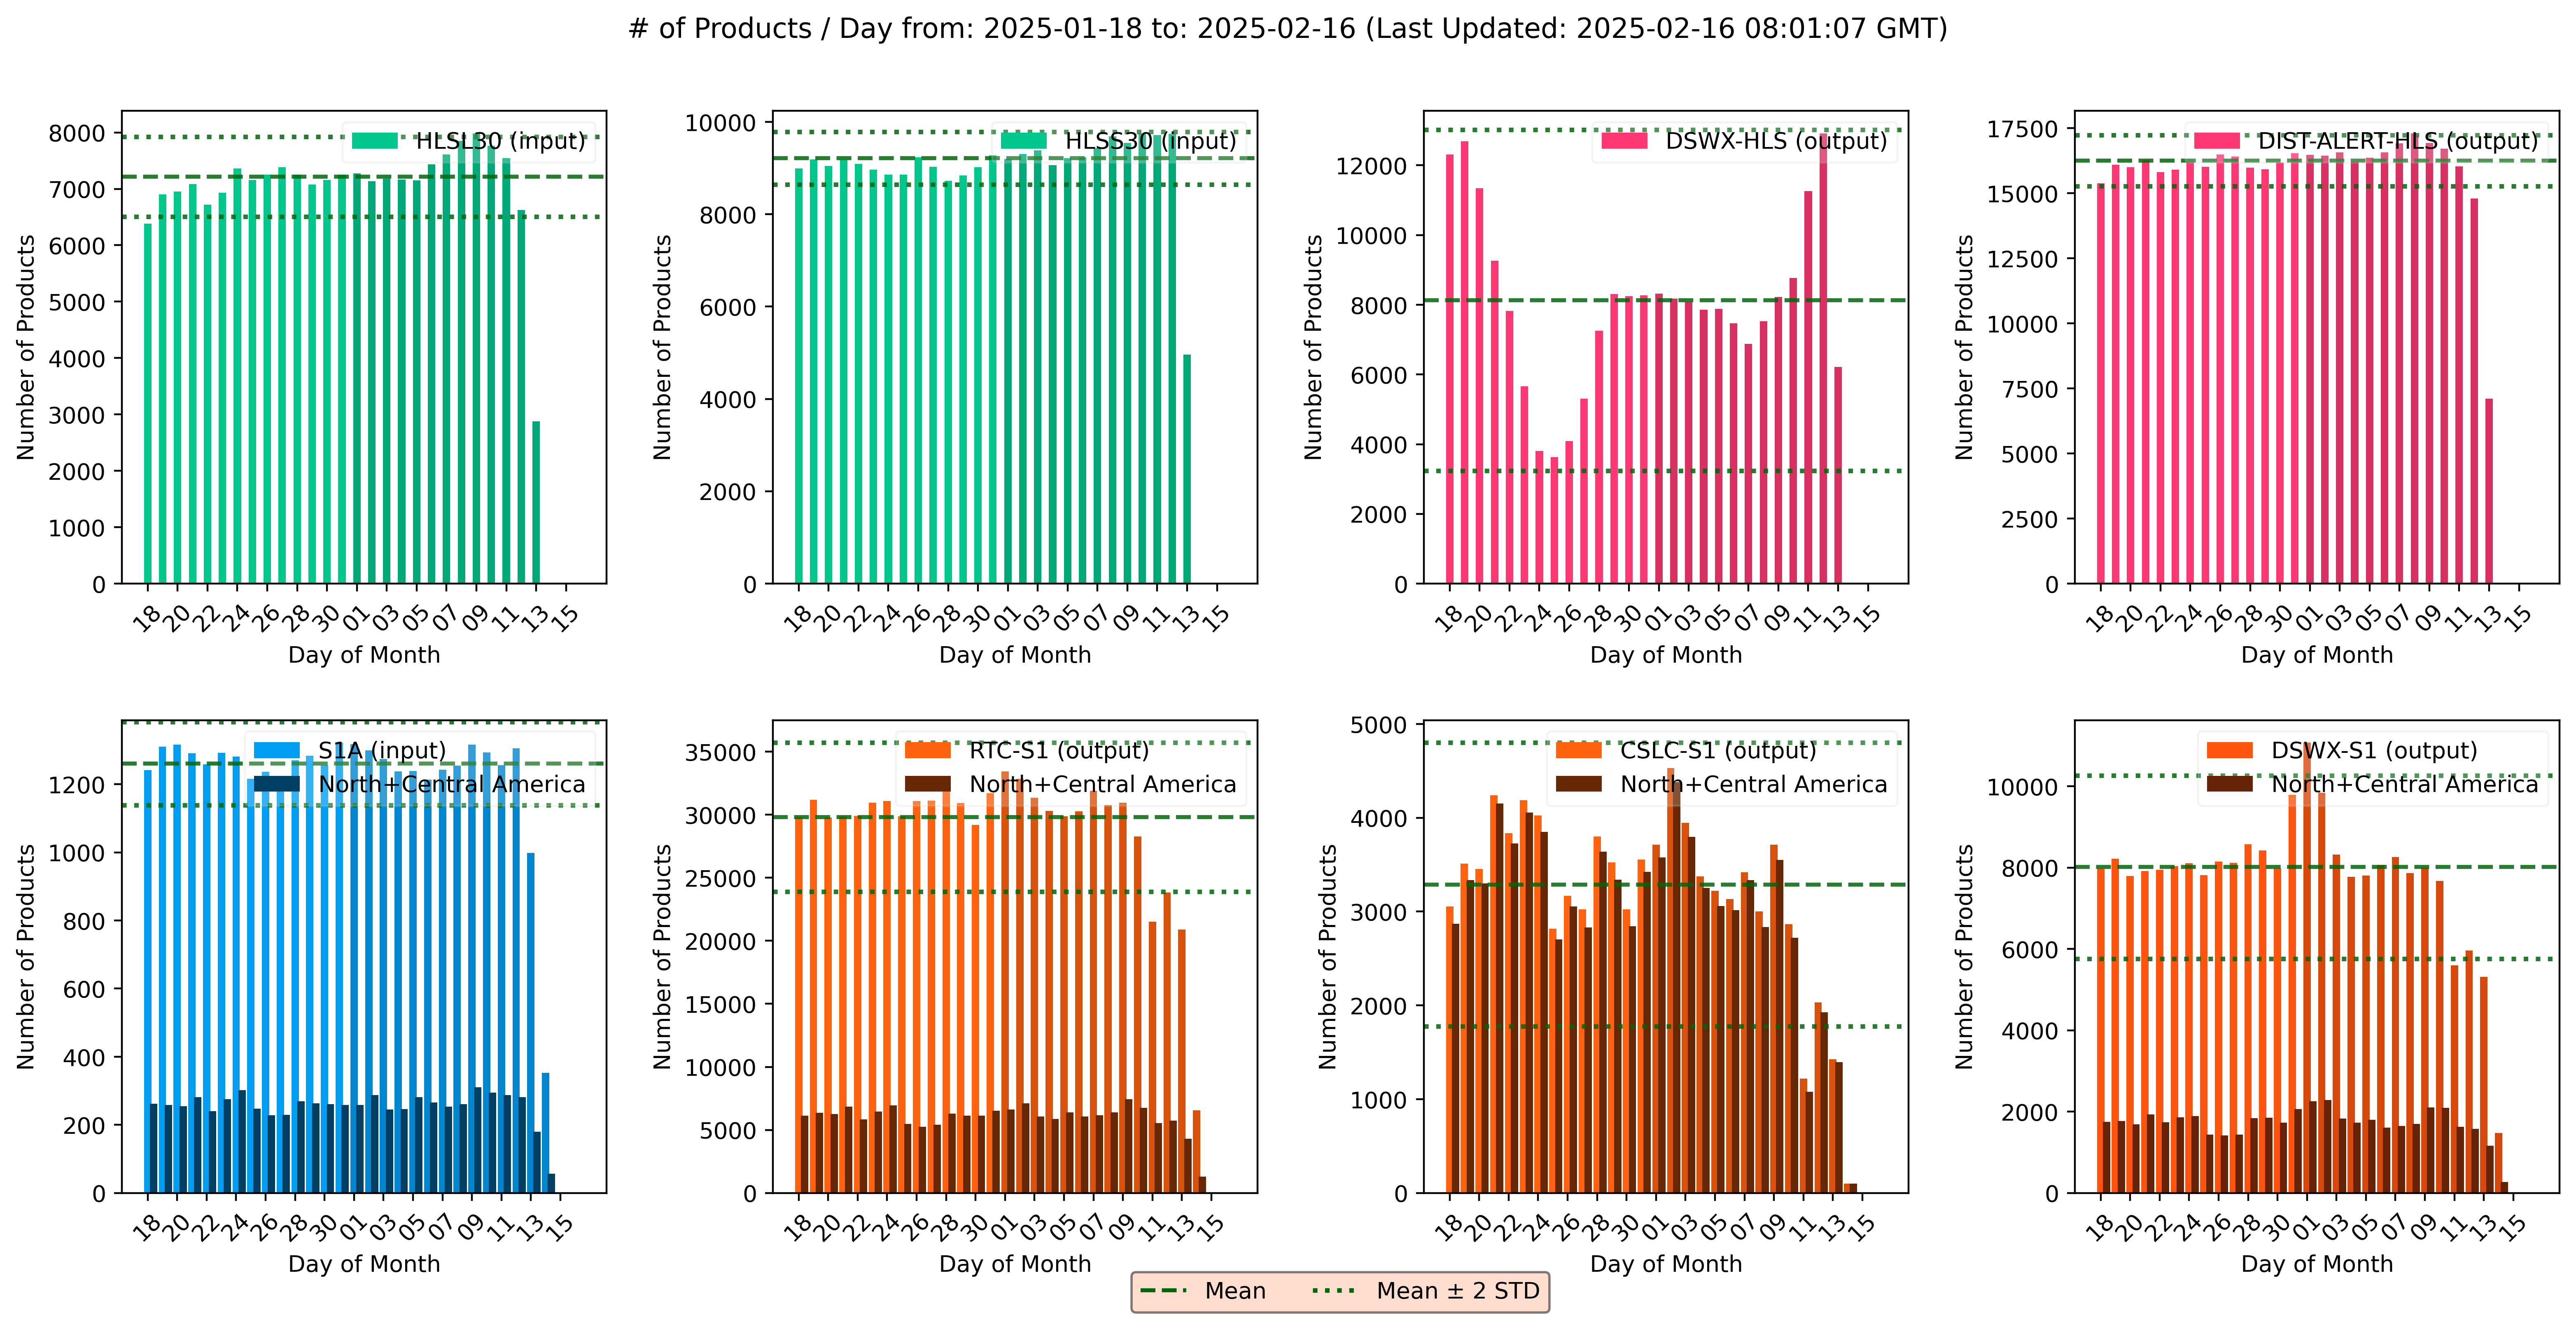 # of Products / Day from: 2025-01-18 to: 2025-02-16 (Last Updated: 2025-02-16 08:01:07 GMT)
Number of Products
8000
7000
6000
5000
4000
3000
2000
1000
0
HLSL30 (input)
18 20 22 24 26 28 30 01 03 05 07 09 11 13 15
Day of Month
Number of Products
10000
8000
6000
4000
2000
0
HLSS30 (input)
18 20 22 24 26 28 30 01 03 05 07 09 11 13 15
Day of Month
Number of Products
12000
10000
8000
6000
4000
2000
0
DSWX-HLS (output)
18 20 22 24 26 28 30 01 03 05 07 09 11 13 15
Day of Month
Number of Products
17500
15000
12500
10000
7500
5000
2500
0
DIST-ALERT-HLS (output)
18 20 22 24 26 28 30 01 03 05 07 09 11 13 15
Day of Month
Number of Products
1200
1000
800
600
400
200
0
S1A (input)
North+Central America
18 20 22 24 26 28 30 01 03 05 07 09 11 13 15
Day of Month
Number of Products
35000
30000
25000
20000
15000
10000
5000
0
RTC-S1 (output)
North+Central America
18 20 22 24 26 28 30 01 03 05 07 09 11 13 15
Day of Month
Number of Products
5000
4000
3000
2000
1000
0
CSLC-S1 (output)
North+Central America
18 20 22 24 26 28 30 01 03 05 07 09 11 13 15
Day of Month
Number of Products
10000
8000
6000
4000
2000
0
DSWX-S1 (output)
North+Central America
18 20 22 24 26 28 30 01 03 05 07 09 11 13 15
Day of Month
Mean
Mean ± 2 STD